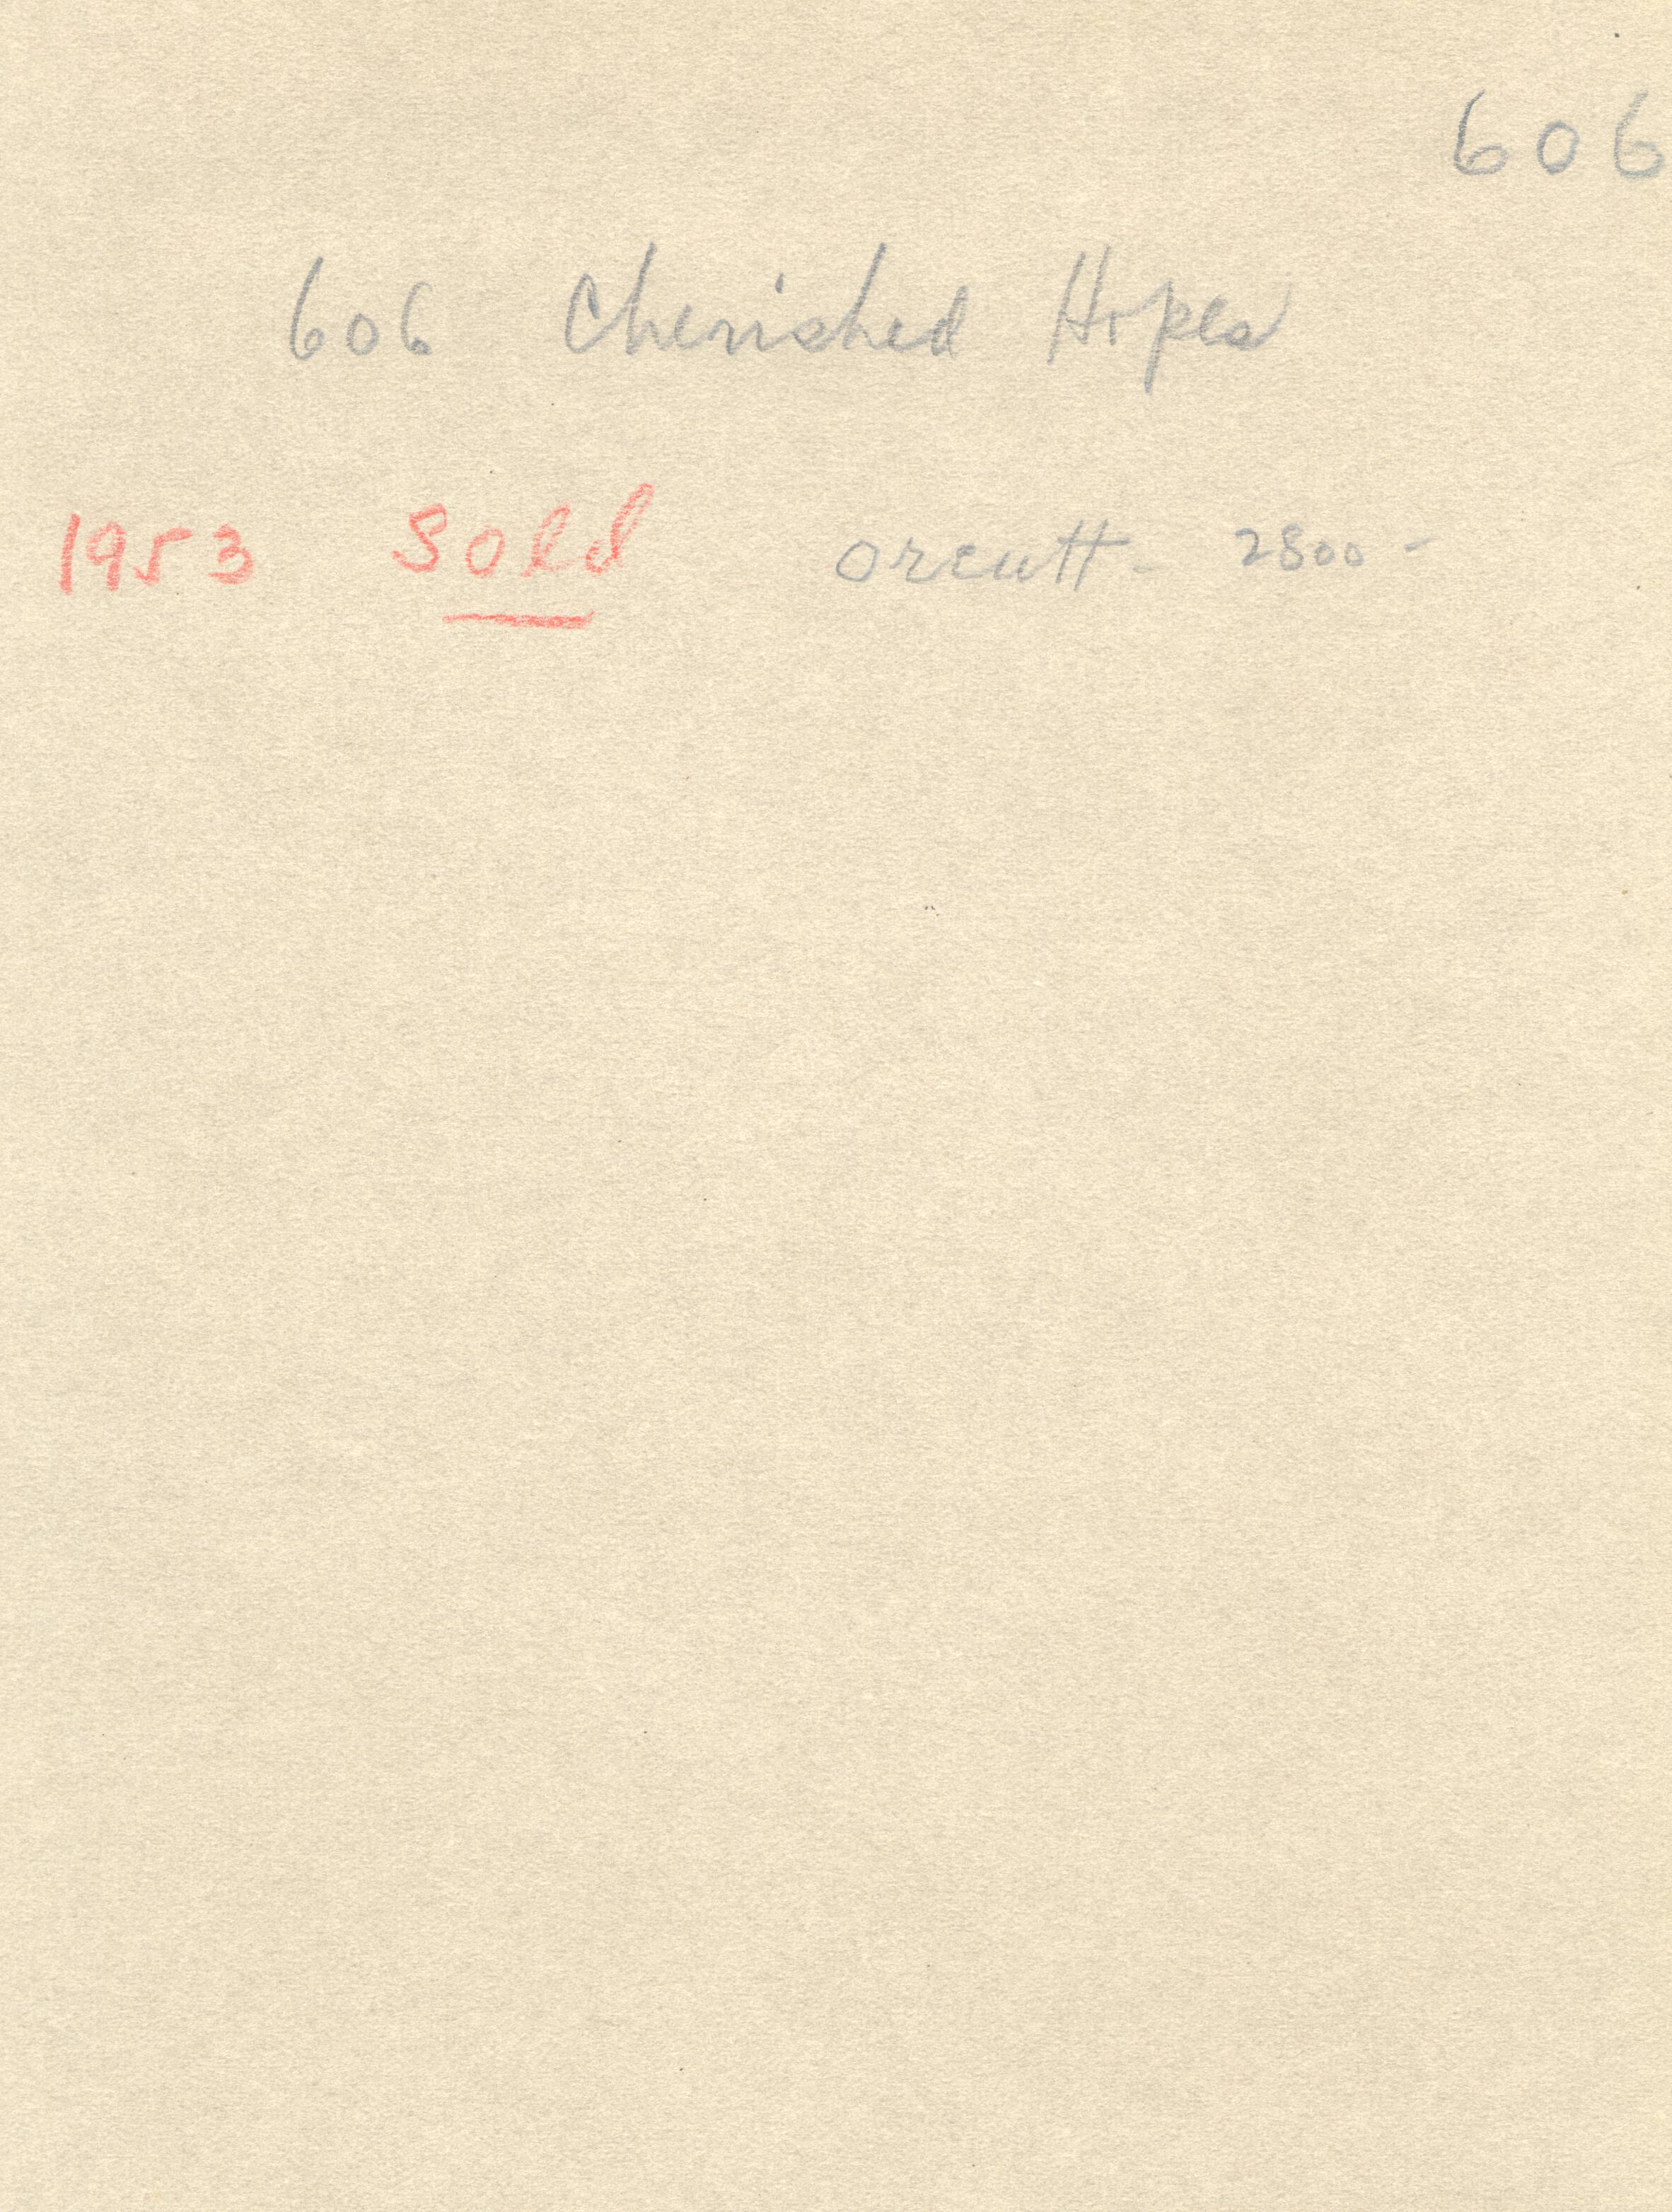 606
606 Cherished Hopes
1953 Sold orcutt - 2800 -